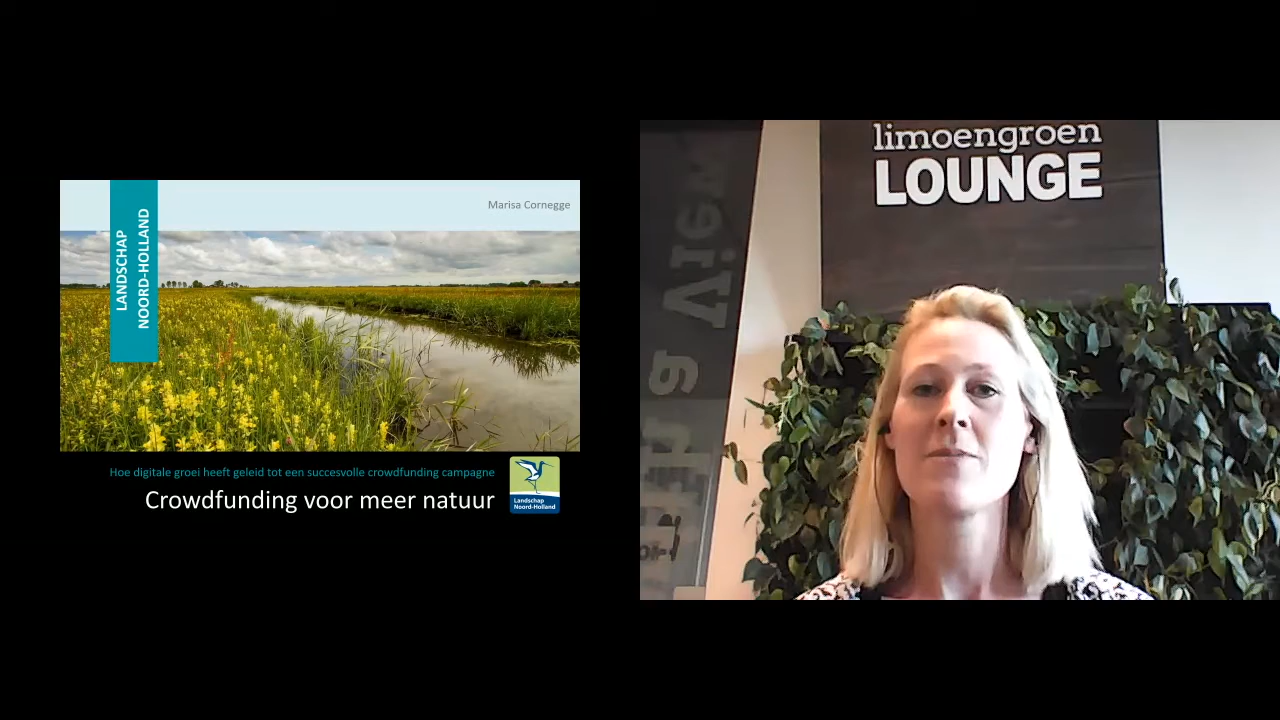 Marisa Cornegge
LANDSCHAP
NOORD-HOLLAND
Hoe digitale groei heeft geleid tot een succesvolle crowdfunding campagne
Crowdfunding voor meer natuur
Landschap
Noord-Holland
limoengroen
LOUNGE